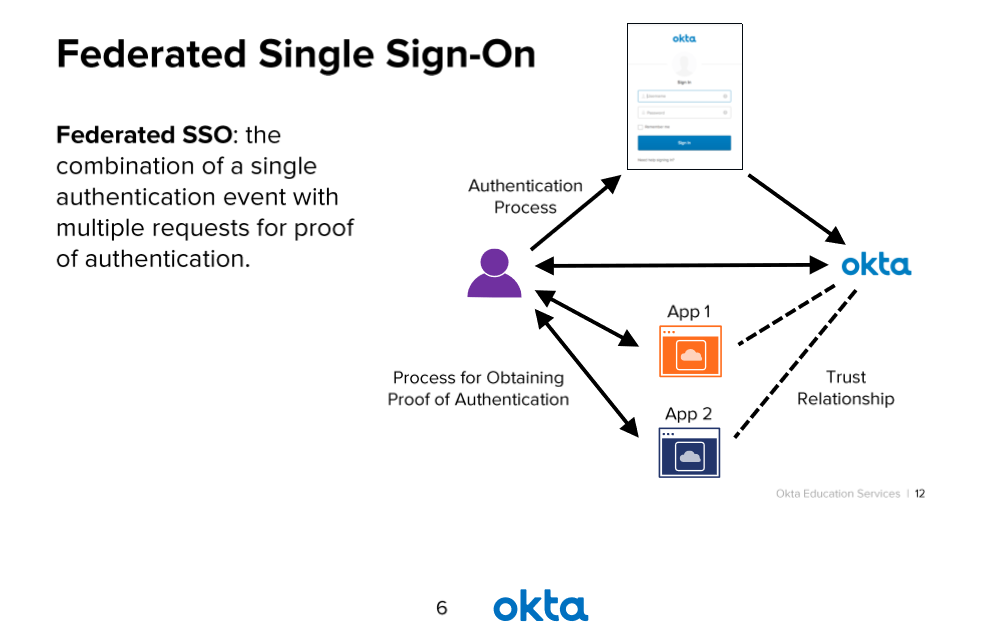 Federated Single Sign-On
Federated SSO: the
combination of a single
authentication event with
multiple requests for proof
of authentication.
okta
Sign In
Username
Password
Remember me
Sign In
Need help signing in?
Authentication
Process
okta
App 1
Process for Obtaining
Proof of Authentication
Trust
Relationship
App 2
Okta Education Services | 12
6
okta